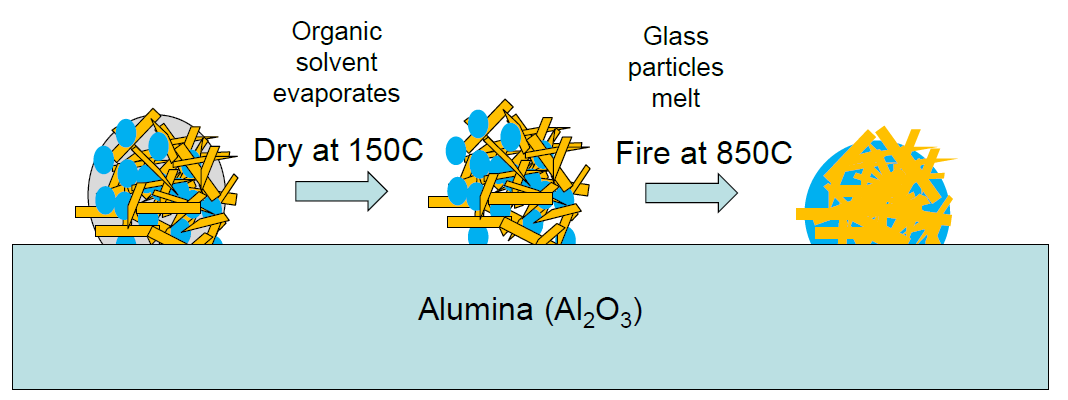 Organic
solvent
evaporates
Dry at 150C
Glass
particles
melt
Fire at 850C
Alumina (Al₂O₃)